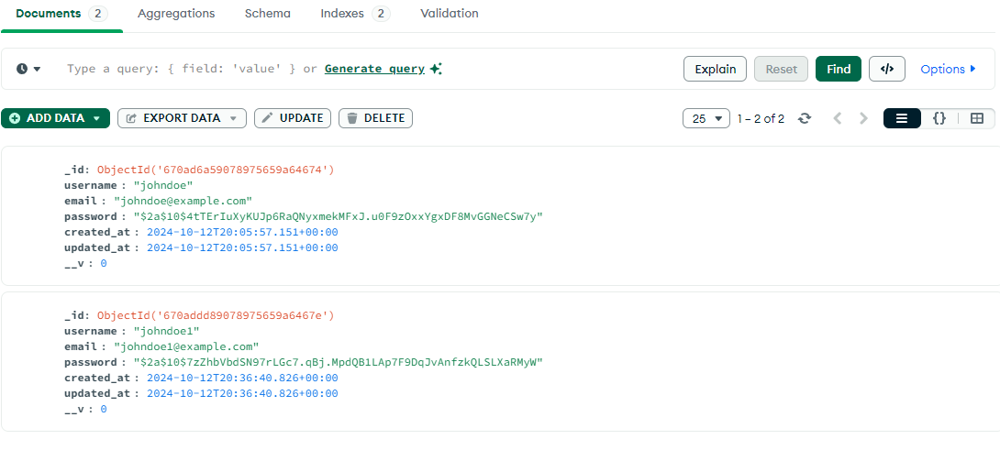 Documents 2 Aggregations Schema Indexes 2 Validation
Type a query: { field: 'value' } or Generate query Explain Reset Find </> Options
ADD DATA EXPORT DATA UPDATE DELETE 25 1 – 2 of 2 {}
_id: ObjectId('670ad6a59078975659a64674')
username : "johndoe"
email : "johndoe@example.com"
password : "$2a$10$4tTErIuXyKUJp6RaQNyxmekMFxJ.u0F9zOxxYgxDF8MvGGNeCSw7y"
created_at : 2024-10-12T20:05:57.151+00:00
updated_at : 2024-10-12T20:05:57.151+00:00
__v : 0
_id: ObjectId('670addd89078975659a6467e')
username : "johndoe1"
email : "johndoe1@example.com"
password : "$2a$10$7zZhbVbdSN97rLGc7.qBj.MpdQB1LAp7F9DqJvAnfzkQLSLXaRMyW"
created_at : 2024-10-12T20:36:40.826+00:00
updated_at : 2024-10-12T20:36:40.826+00:00
__v : 0